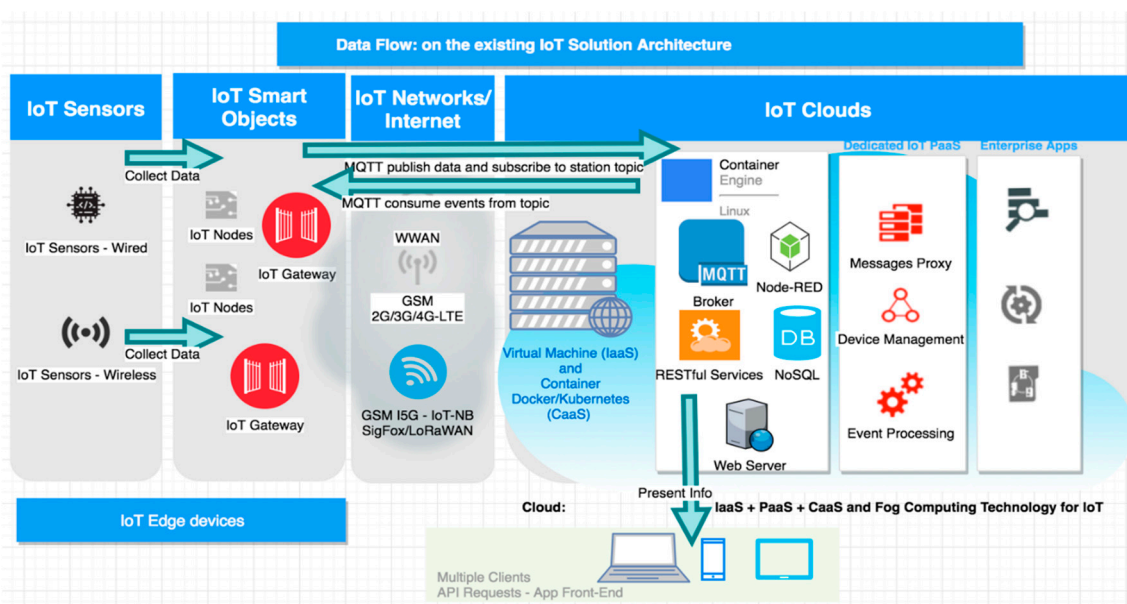 Data Flow: on the existing IoT Solution Architecture
IoT Sensors
IoT Smart
Objects
IoT Networks/
Internet
IoT Clouds
Collect Data
IoT Sensors - Wired
Collect Data
IoT Sensors - Wireless
IoT Nodes
IoT Gateway
IoT Nodes
IoT Gateway
MQTT publish data and subscribe to station topic
MQTT consume events from topic
WWAN
GSM
2G/3G/4G-LTE
GSM I5G - IoT-NB
SigFox/LoRaWAN
Virtual Machine (IaaS)
and
Container
Docker/Kubernetes
(CaaS)
Container
Engine
Linux
MQTT
Broker
Node-RED
RESTful Services
DB
NoSQL
Web Server
Dedicated IoT PaaS
Messages Proxy
Device Management
Event Processing
Enterprise Apps
IoT Edge devices
Present Info
Cloud:
IaaS + PaaS + CaaS and Fog Computing Technology for IoT
Multiple Clients
API Requests - App Front-End